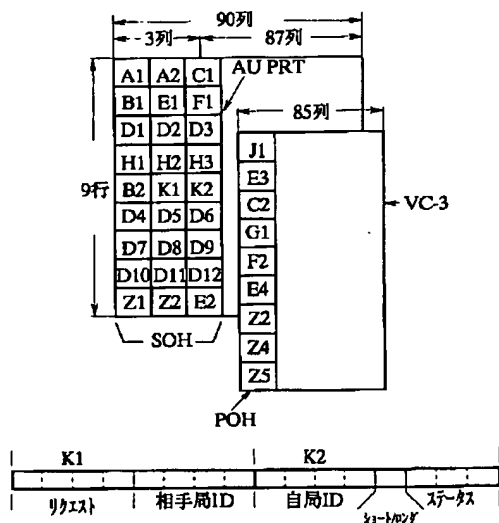 90列
3列 87列
AU PRT
A1 A2 C1
B1 E1 F1
D1 D2 D3
H1 H2 H3
B2 K1 K2
D4 D5 D6
D7 D8 D9
D10 D11 D12
Z1 Z2 E2
9行
SOH
85列
J1
E3
C2
G1
F2
E4
Z2
Z4
Z5
VC-3
POH
K1 K2
リクエスト 相手局ID 自局ID ショート/ロング ステータス